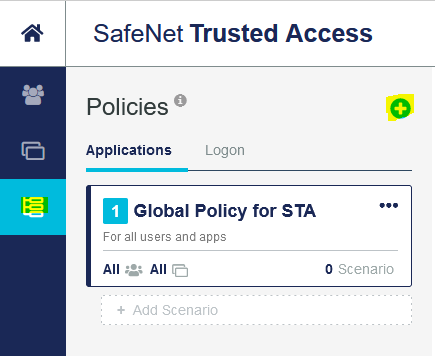 SafeNet Trusted Access
Policies
Applications Logon
1 Global Policy for STA
For all users and apps
All All 0 Scenario
+ Add Scenario